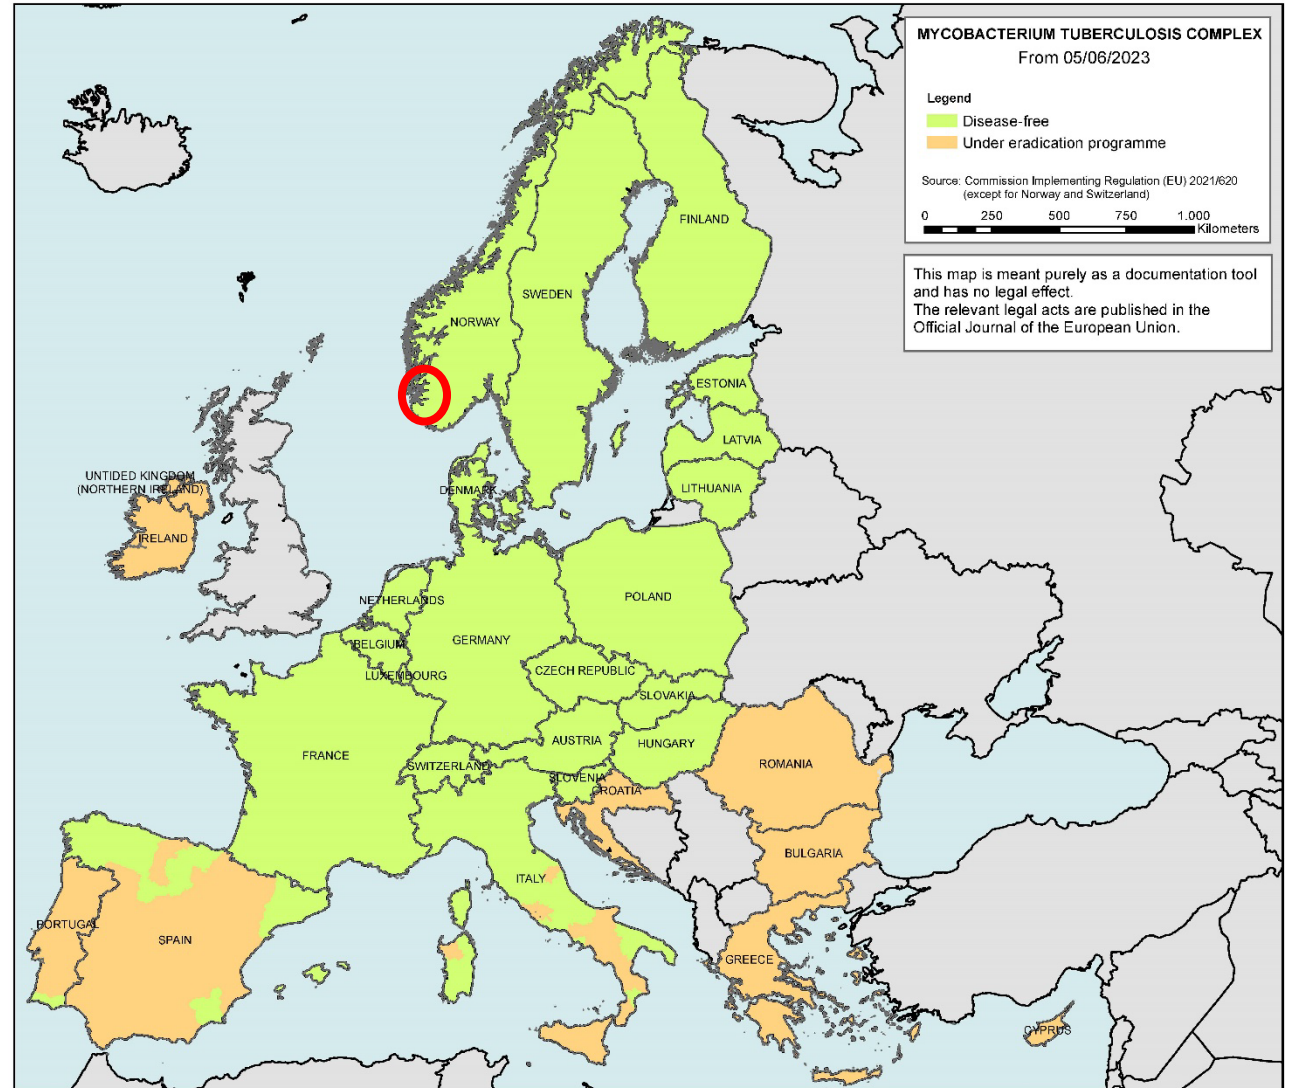 MYCOBACTERIUM TUBERCULOSIS COMPLEX
From 05/06/2023
Legend
Disease-free
Under eradication programme
Source: Commission Implementing Regulation (EU) 2021/620
(except for Norway and Switzerland)
0 250 500 750 1.000
Kilometers
This map is meant purely as a documentation tool
and has no legal effect.
The relevant legal acts are published in the
Official Journal of the European Union.
FINLAND
SWEDEN
NORWAY
ESTONIA
LATVIA
LITHUANIA
DENMARK
UNTIDED KINGDOM
(NORTHERN IRELAND)
IRELAND
NETHERLANDS
POLAND
BELGIUM
GERMANY
LUXEMBOURG
CZECH REPUBLIC
SLOVAKIA
AUSTRIA
HUNGARY
FRANCE
SWITZERLAND
SLOVENIA
CROATIA
ROMANIA
BULGARIA
ITALY
PORTUGAL
SPAIN
GREECE
CYPRUS